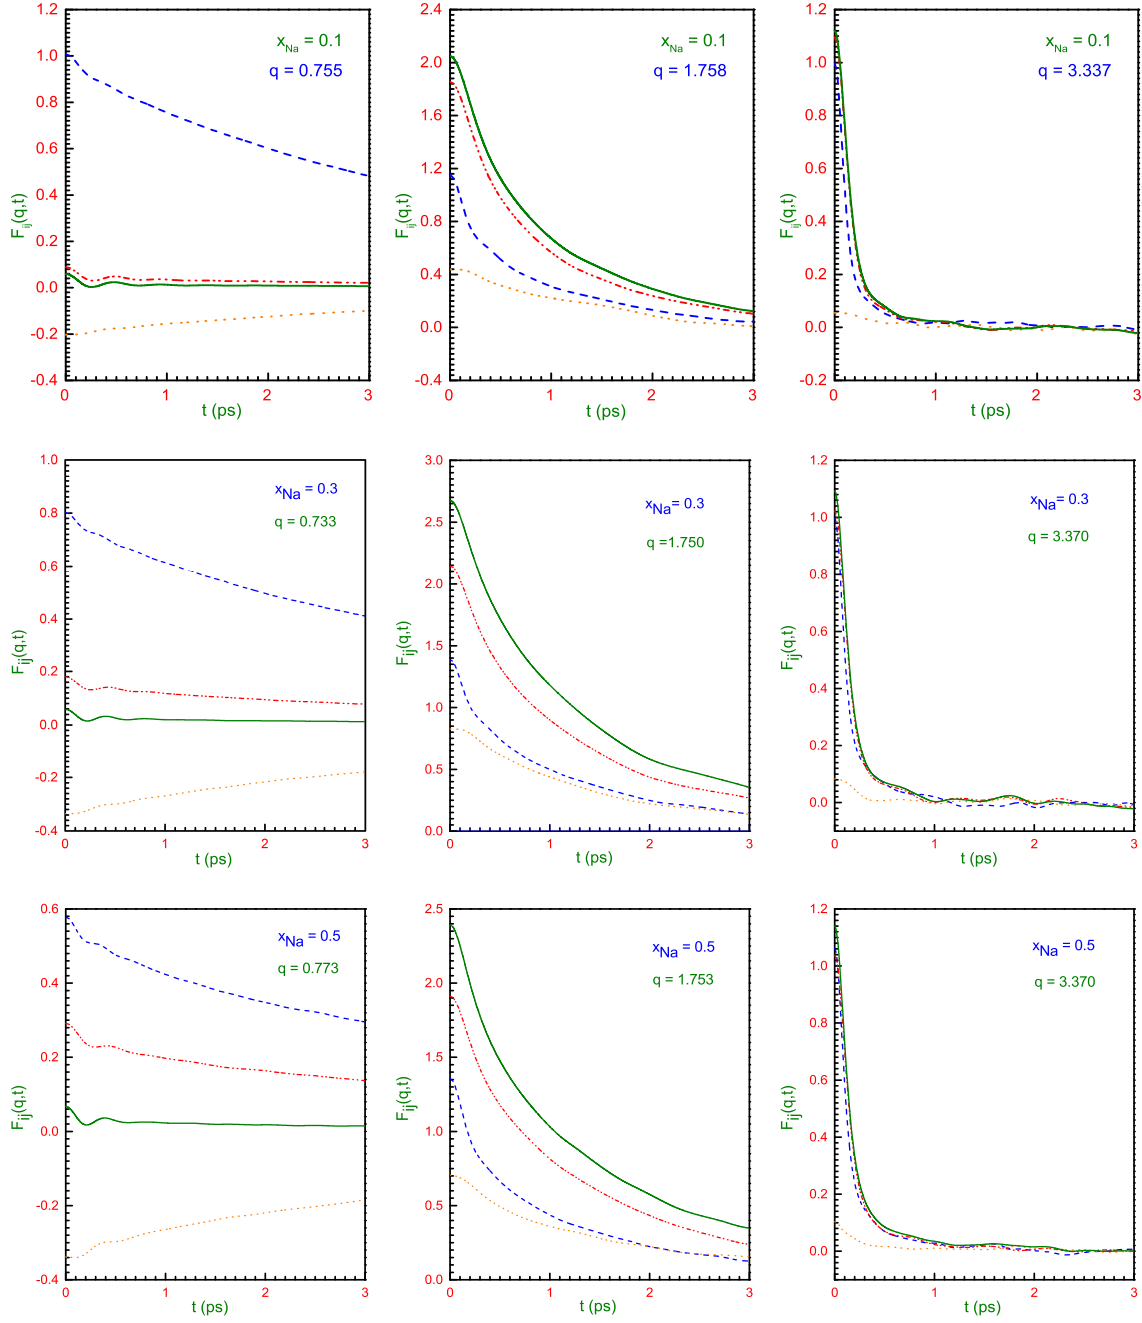 1.2
1.0
0.8
0.6
0.4
0.2
0.0
-0.2
-0.4
F_ij(q,t)
x_Na = 0.1
q = 0.755
0 1 2 3
t (ps)
2.4
2.0
1.6
1.2
0.8
0.4
0.0
-0.4
F_ij(q,t)
x_Na = 0.1
q = 1.758
0 1 2 3
t (ps)
1.2
1.0
0.8
0.6
0.4
0.2
0.0
-0.2
F_ij(q,t)
x_Na = 0.1
q = 3.337
0 1 2 3
t (ps)
1.0
0.8
0.6
0.4
0.2
0.0
-0.2
-0.4
F_ij(q,t)
x_Na = 0.3
q = 0.733
0 1 2 3
t (ps)
3.0
2.5
2.0
1.5
1.0
0.5
0.0
F_ij(q,t)
x_Na = 0.3
q =1.750
0 1 2 3
t (ps)
1.2
1.0
0.8
0.6
0.4
0.2
0.0
F_ij(q,t)
x_Na = 0.3
q = 3.370
0 1 2 3
t (ps)
0.6
0.4
0.2
0.0
-0.2
-0.4
F_ij(q,t)
x_Na = 0.5
q = 0.773
0 1 2 3
t (ps)
2.5
2.0
1.5
1.0
0.5
0.0
F_ij(q,t)
x_Na = 0.5
q = 1.753
0 1 2 3
t (ps)
1.2
1.0
0.8
0.6
0.4
0.2
0.0
F_ij(q,t)
x_Na = 0.5
q = 3.370
0 1 2 3
t (ps)